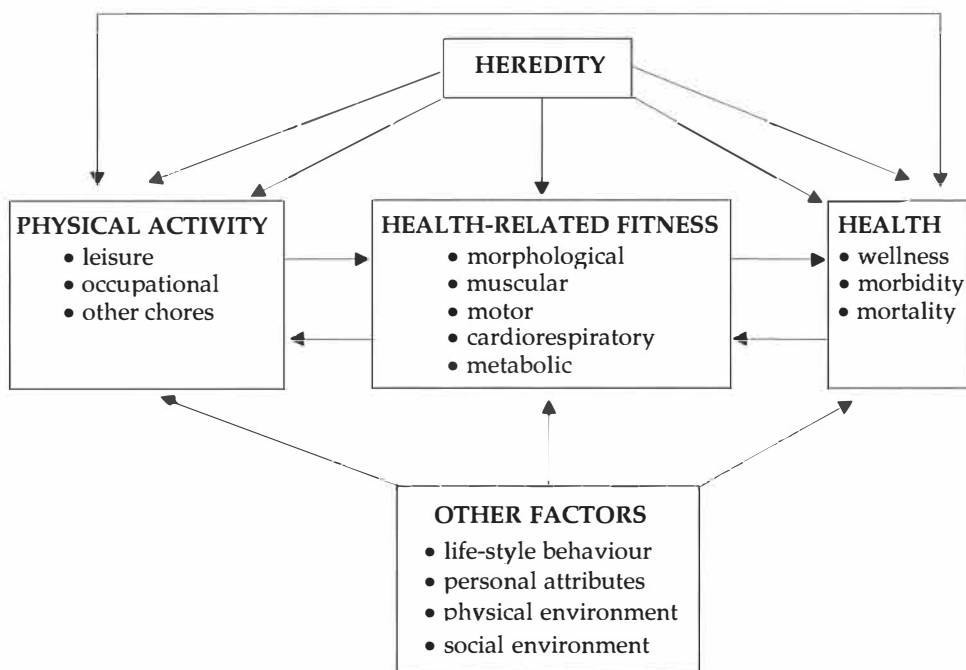 HEREDITY
PHYSICAL ACTIVITY
• leisure
• occupational
• other chores
HEALTH-RELATED FITNESS
• morphological
• muscular
• motor
• cardiorespiratory
• metabolic
HEALTH
• wellness
• morbidity
• mortality
OTHER FACTORS
• life-style behaviour
• personal attributes
• physical environment
• social environment